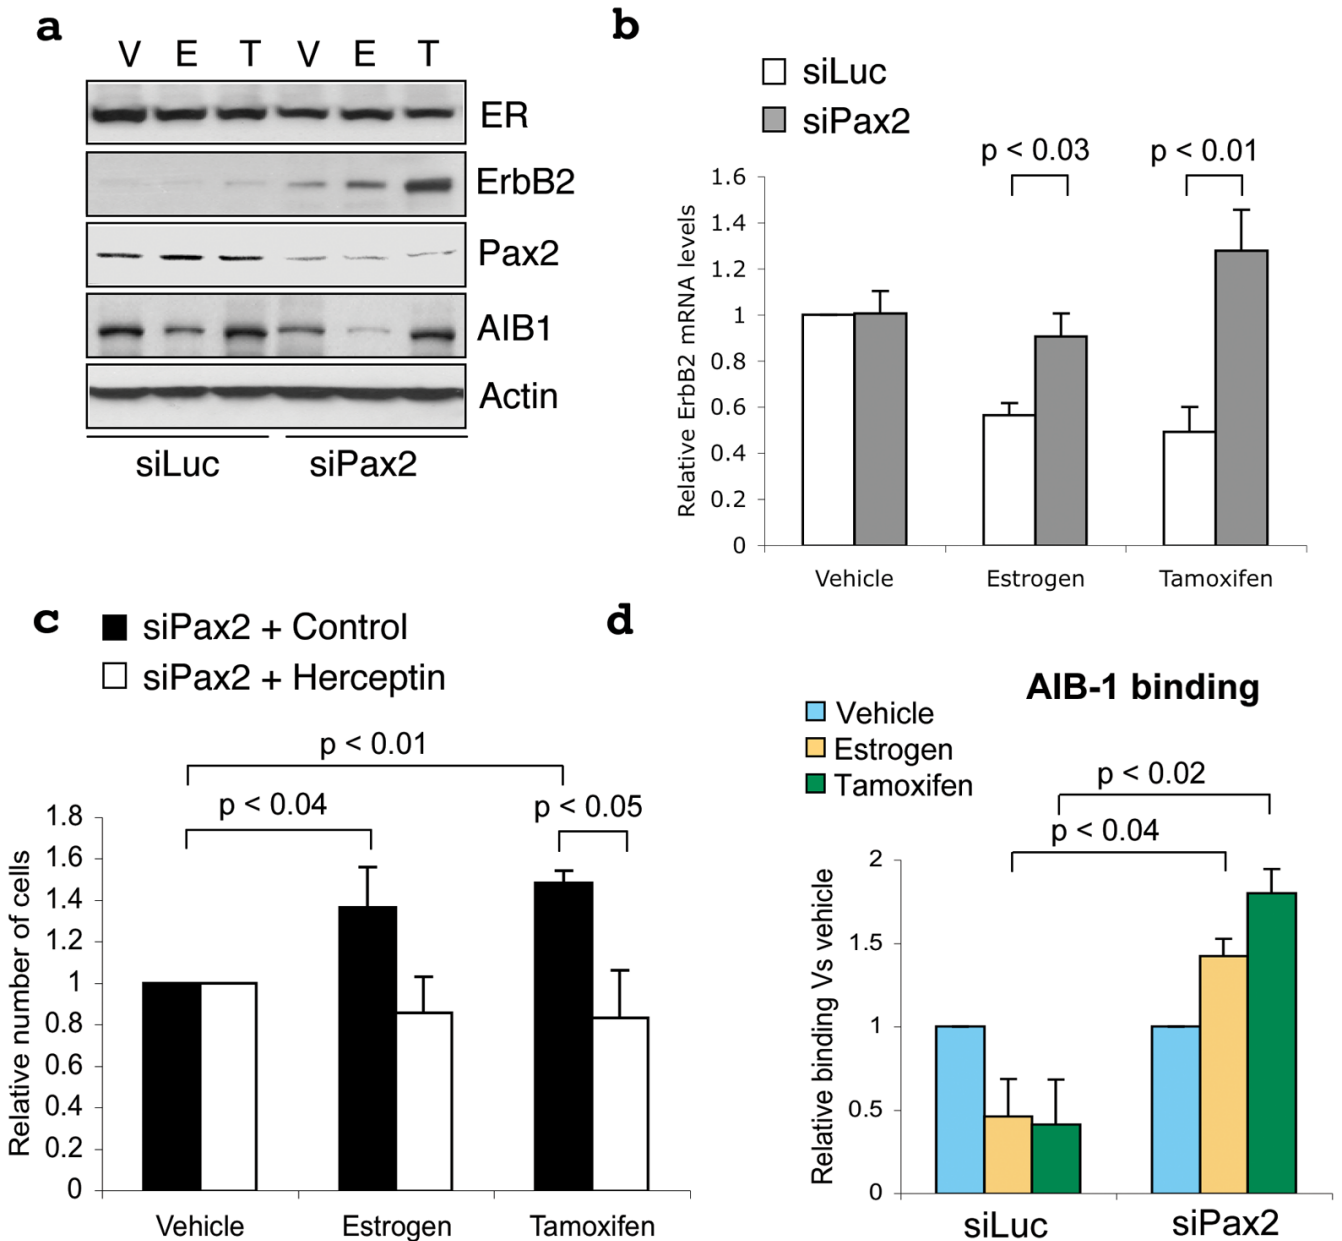 a
V E T V E T
ER
ErbB2
Pax2
AIB1
Actin
siLuc siPax2
b
siLuc
siPax2
p < 0.03 p < 0.01
Relative ErbB2 mRNA levels
1.6
1.4
1.2
1
0.8
0.6
0.4
0.2
0
Vehicle Estrogen Tamoxifen
c
siPax2 + Control
siPax2 + Herceptin
p < 0.01
p < 0.04 p < 0.05
Relative number of cells
1.8
1.6
1.4
1.2
1
0.8
0.6
0.4
0.2
0
Vehicle Estrogen Tamoxifen
d
AIB-1 binding
Vehicle
Estrogen
Tamoxifen
p < 0.02
p < 0.04
Relative binding Vs vehicle
2
1.5
1
0.5
0
siLuc siPax2